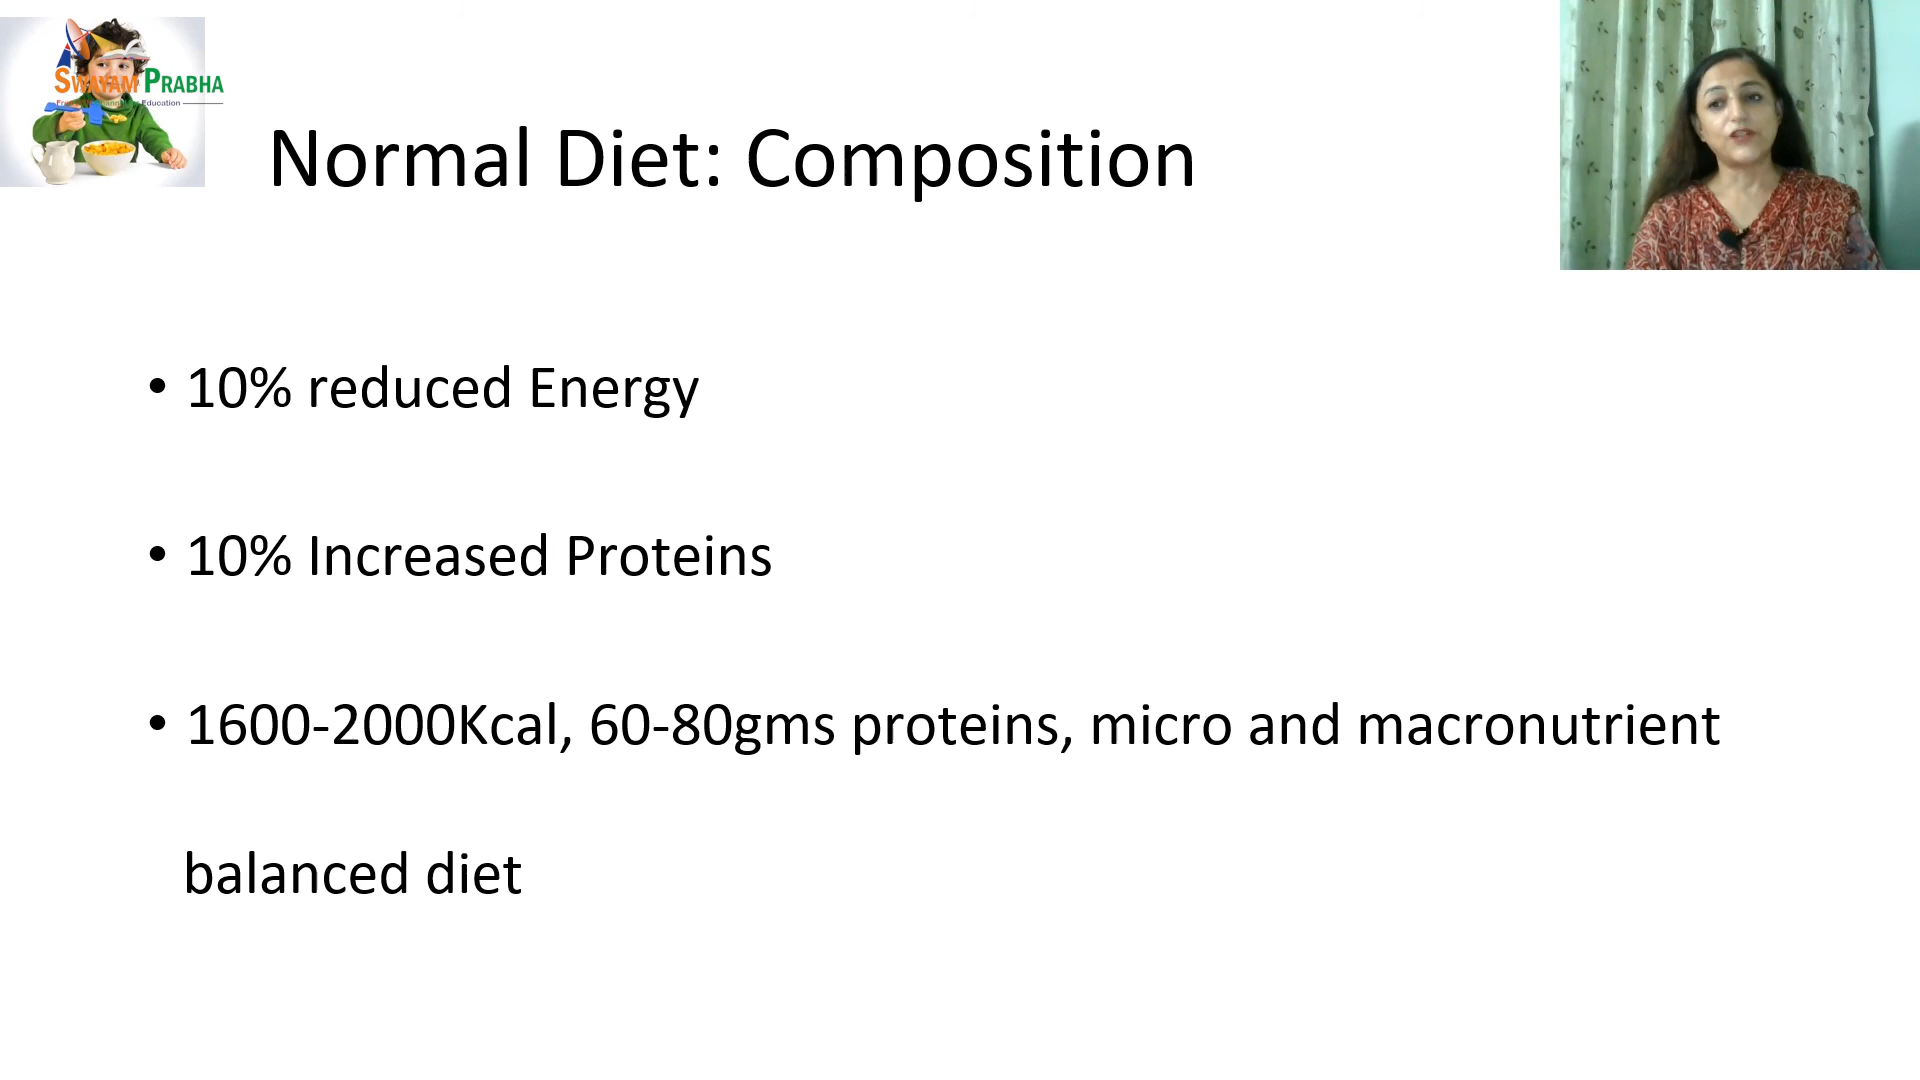 SWAYAM PRABHA
Education
Normal Diet: Composition
• 10% reduced Energy
• 10% Increased Proteins
• 1600-2000Kcal, 60-80gms proteins, micro and macronutrient
balanced diet